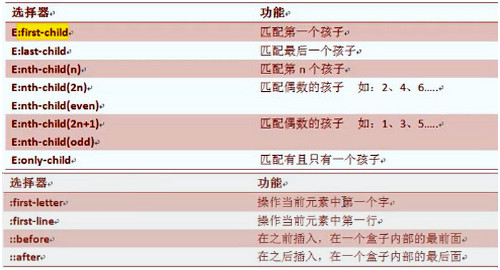 选择器 功能
E:first-child 匹配第一个孩子
E:last-child 匹配最后一个孩子
E:nth-child(n) 匹配第 n 个孩子
E:nth-child(2n) 匹配偶数的孩子 如：2、4、6.....
E:nth-child(even)
E:nth-child(2n+1) 匹配偶数的孩子 如：1、3、5.....
E:nth-child(odd)
E:only-child 匹配有且只有一个孩子
选择器 功能
:first-letter 操作当前元素中第一个字
:first-line 操作当前元素中第一行
::before 在之前插入，在一个盒子内部的最前面
::after 在之后插入，在一个盒子内部的最后面